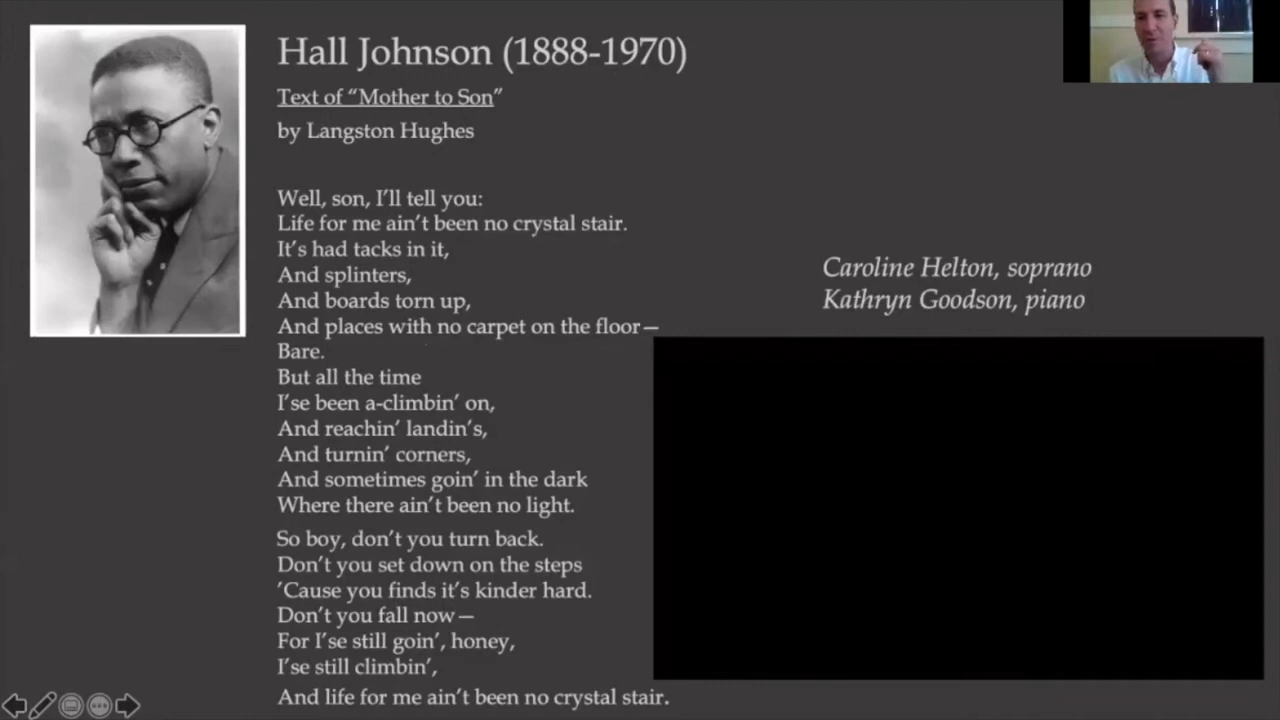 Hall Johnson (1888-1970)
Text of “Mother to Son”
by Langston Hughes
Well, son, I’ll tell you:
Life for me ain’t been no crystal stair.
It’s had tacks in it,
And splinters,
And boards torn up,
And places with no carpet on the floor—
Bare.
But all the time
I’se been a-climbin’ on,
And reachin’ landin’s,
And turnin’ corners,
And sometimes goin’ in the dark
Where there ain’t been no light.
So boy, don’t you turn back.
Don’t you set down on the steps
’Cause you finds it’s kinder hard.
Don’t you fall now—
For I’se still goin’, honey,
I’se still climbin’,
And life for me ain’t been no crystal stair.
Caroline Helton, soprano
Kathryn Goodson, piano